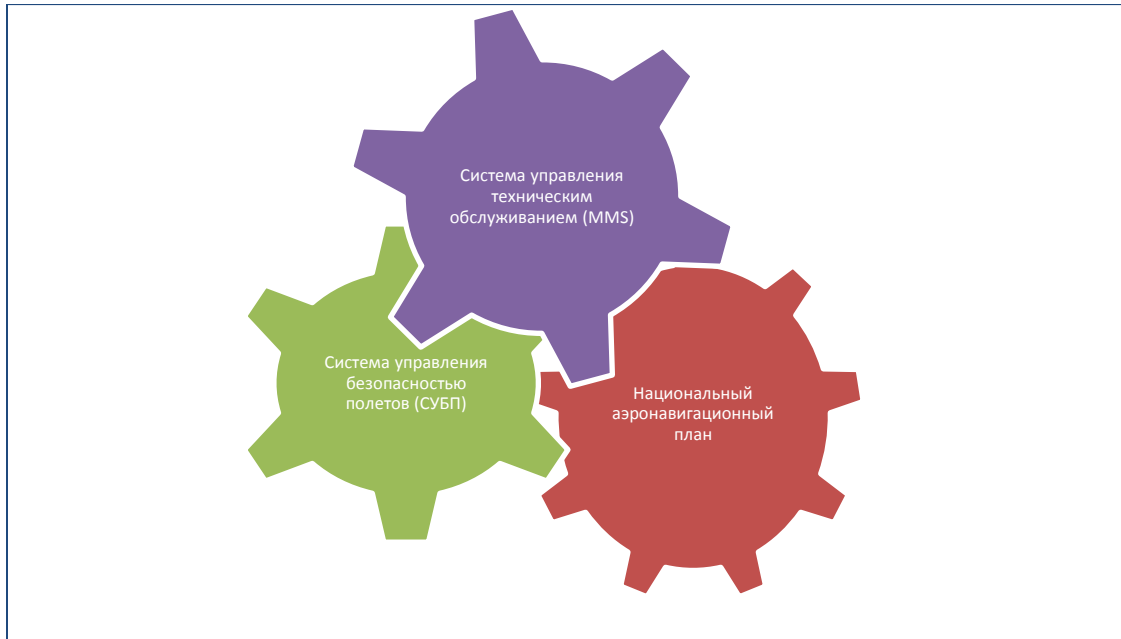 Система управления
техническим
обслуживанием (MMS)
Система управления
безопасностью
полетов (СУБП)
Национальный
аэронавигационный
план